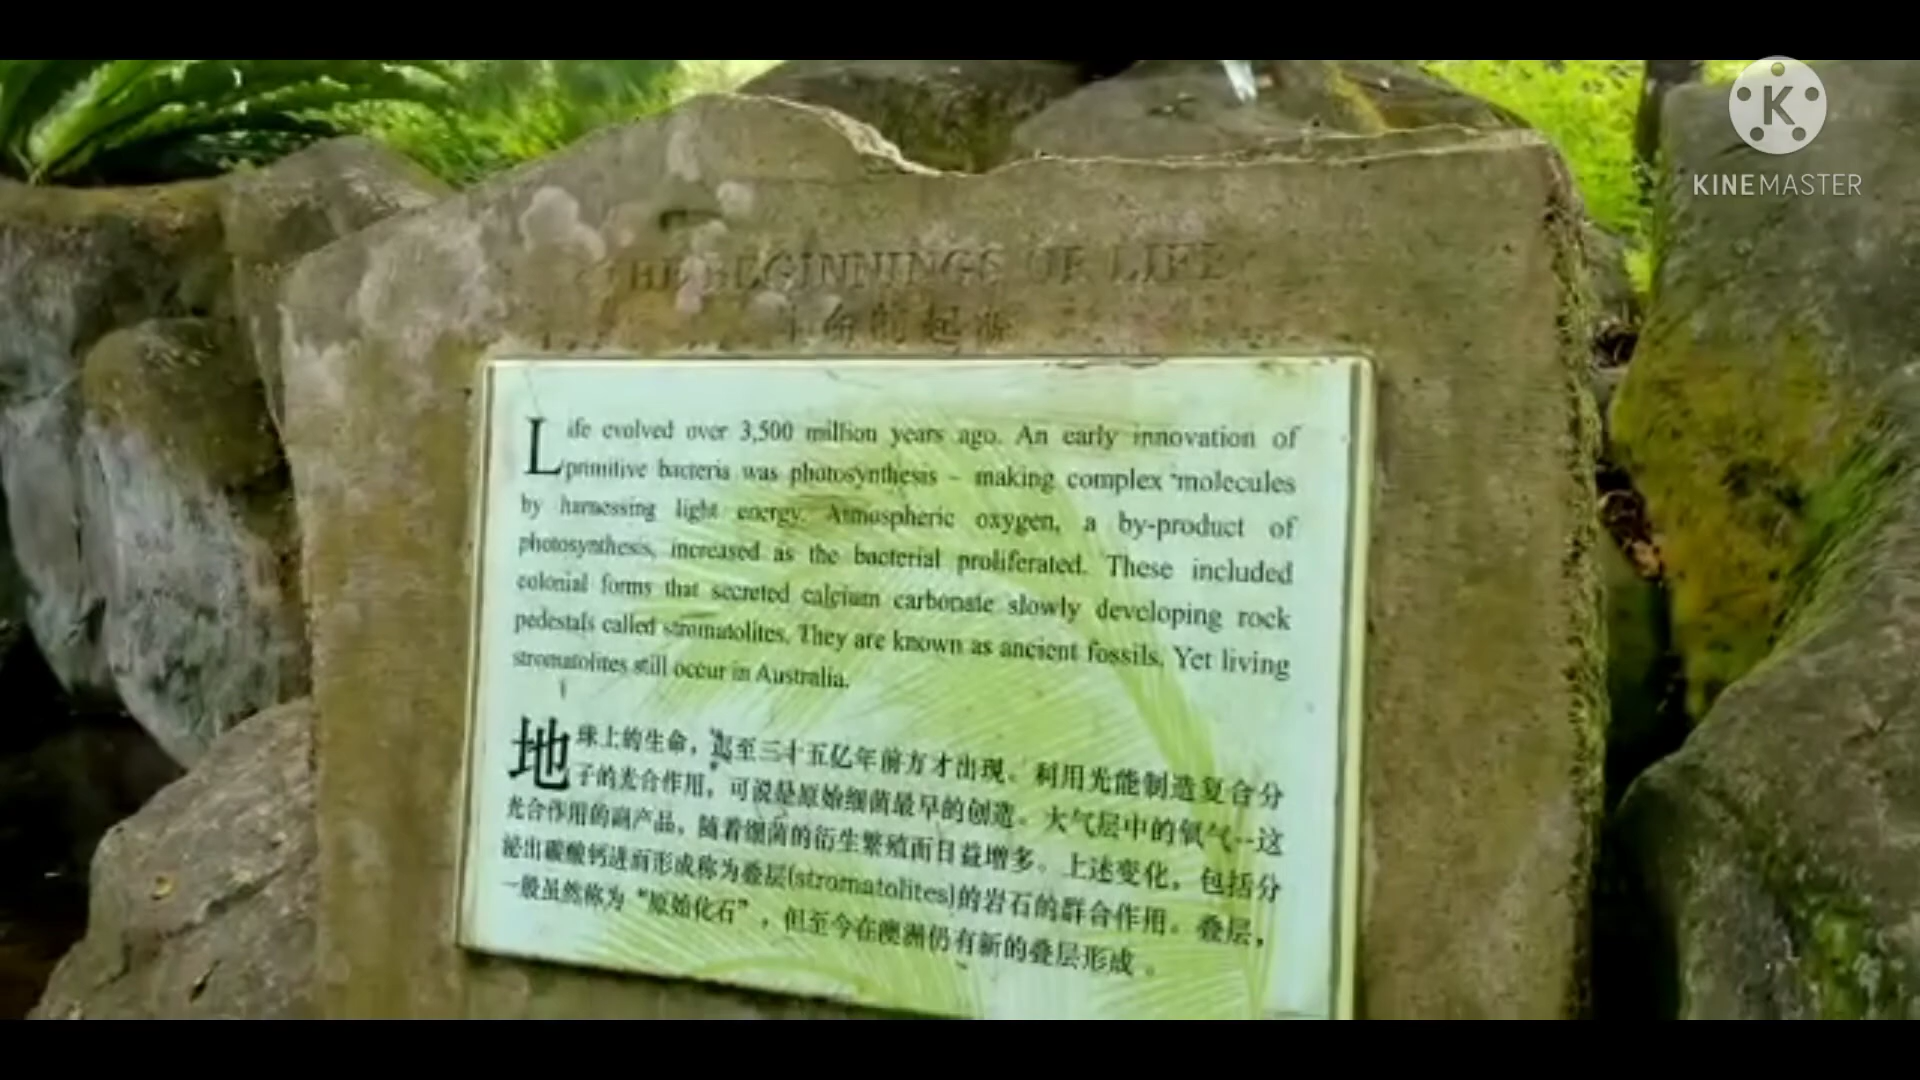 KINEMASTER
THE BEGINNINGS OF LIFE
生命的起源
Life evolved over 3,500 million years ago. An early innovation of
primitive bacteria was photosynthesis – making complex molecules
by harnessing light energy. Atmospheric oxygen, a by-product of
photosynthesis, increased as the bacterial proliferated. These included
colonial forms that secreted calcium carbonate slowly developing rock
pedestals called stromatolites. They are known as ancient fossils. Yet living
stromatolites still occur in Australia.
地球上的生命，迟至三十五亿年前方才出现。利用光能制造复合分
子的光合作用，可说是原始细菌最早的创造。大气层中的氧气--这
光合作用的副产品，随着细菌的衍生繁殖而日益增多。上述变化，包括分
泌出碳酸钙进而形成称为叠层(stromatolites)的岩石的群合作用。叠层，
一般虽然称为“原始化石”，但至今在澳洲仍有新的叠层形成。